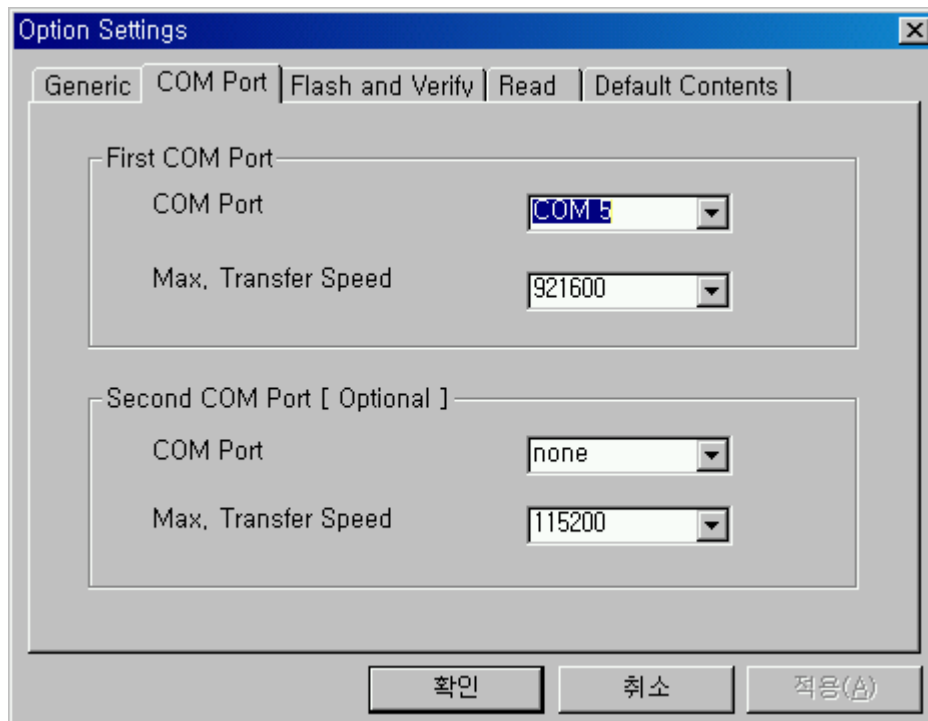 Option Settings
Generic COM Port Flash and Verify Read Default Contents
First COM Port
COM Port COM 5
Max, Transfer Speed 921600
Second COM Port [ Optional ]
COM Port none
Max, Transfer Speed 115200
확인 취소 적용(A)